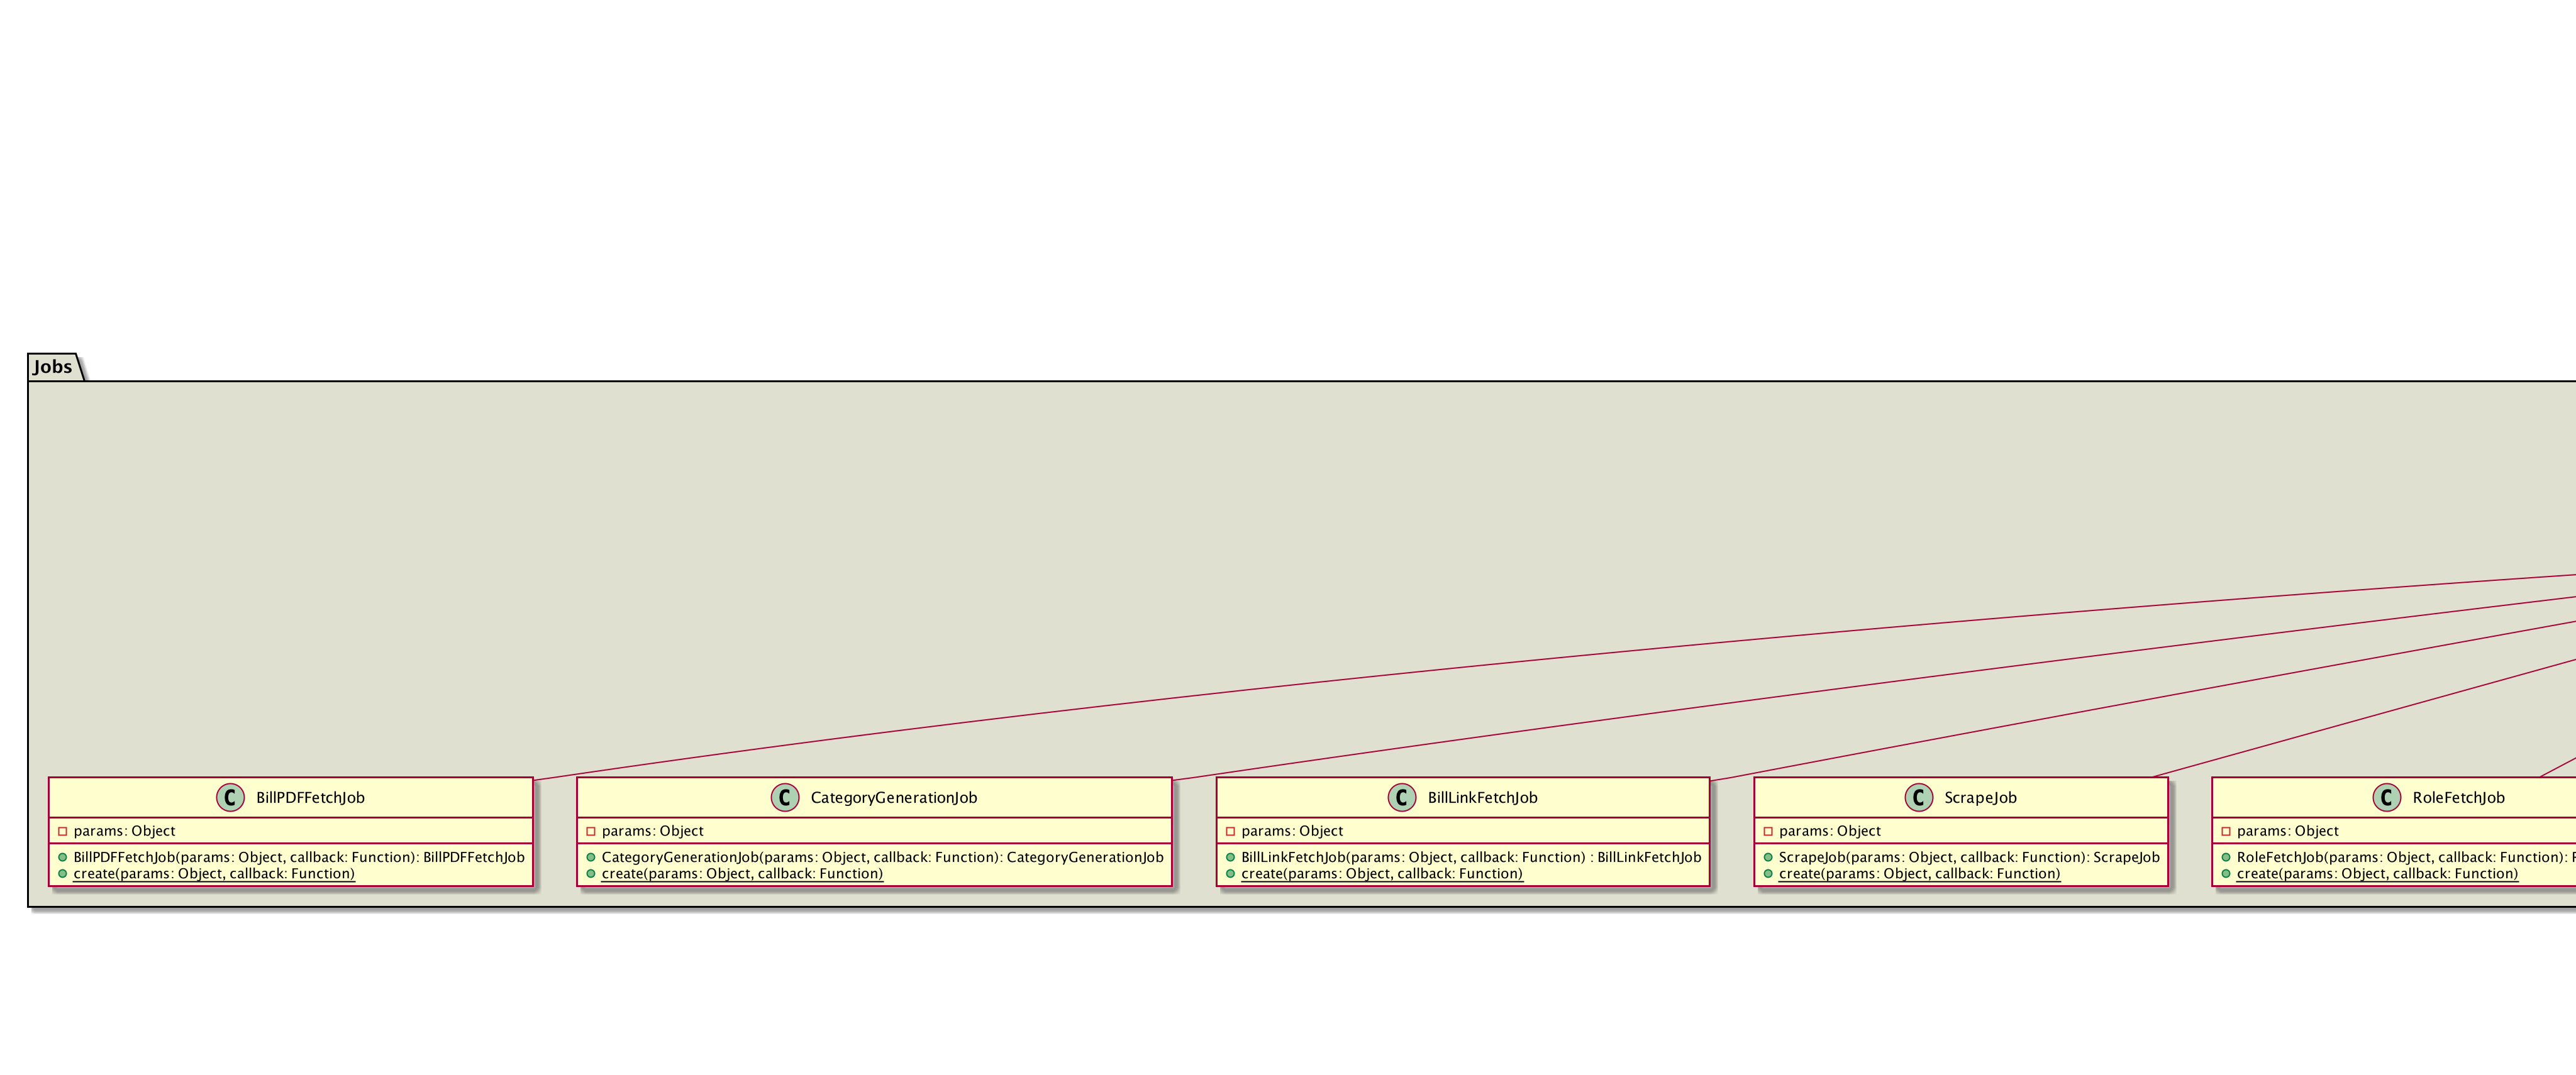 Jobs
C BillPDFFetchJob
params: Object
BillPDFFetchJob(params: Object, callback: Function): BillPDFFetchJob
create(params: Object, callback: Function)
C CategoryGenerationJob
params: Object
CategoryGenerationJob(params: Object, callback: Function): CategoryGenerationJob
create(params: Object, callback: Function)
C BillLinkFetchJob
params: Object
BillLinkFetchJob(params: Object, callback: Function) : BillLinkFetchJob
create(params: Object, callback: Function)
C ScrapeJob
params: Object
ScrapeJob(params: Object, callback: Function): ScrapeJob
create(params: Object, callback: Function)
C RoleFetchJob
params: Object
RoleFetchJob(params: Object, callback: Function):
create(params: Object, callback: Function)